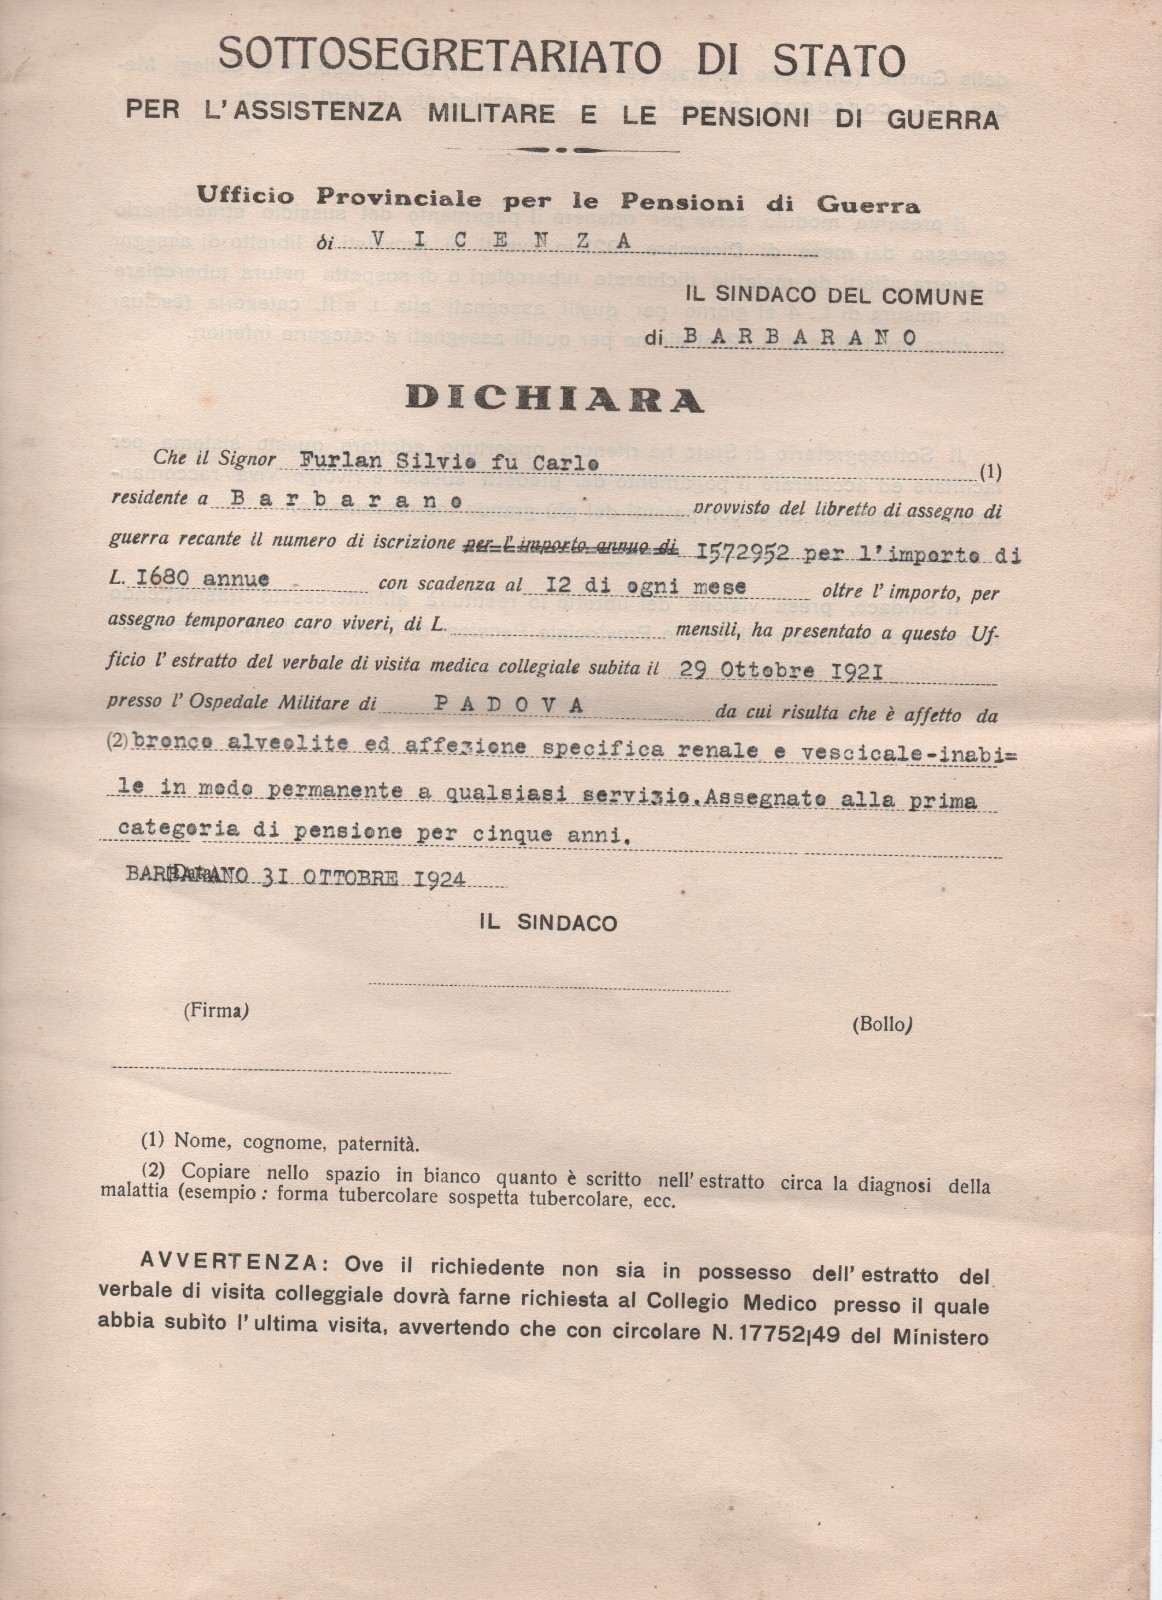 SOTTOSEGRETARIATO DI STATO
PER L'ASSISTENZA MILITARE E LE PENSIONI DI GUERRA
Ufficio Provinciale per le Pensioni di Guerra
di VICENZA
IL SINDACO DEL COMUNE
di BARBARANO
DICHIARA
Che il Signor Furlan Silvio fu Carlo (1)
residente a Barbarano provvisto del libretto di assegno di
guerra recante il numero di iscrizione per l'importo annuo di 1572952 per l'importo di
L. 1680 annue con scadenza al 12 di ogni mese oltre l'importo, per
assegno temporaneo caro viveri, di L. mensili, ha presentato a questo Uf-
ficio l'estratto del verbale di visita medica collegiale subita il 29 Ottobre 1921
presso l'Ospedale Militare di PADOVA da cui risulta che è affetto da
(2) bronco alveolite ed affezione specifica renale e vescicale-inabi=
le in modo permanente a qualsiasi servizio.Assegnato alla prima
categoria di pensione per cinque anni.
BARBARANO 31 OTTOBRE 1924
(Data)
IL SINDACO
(Firma)
(Bollo)
(1) Nome, cognome, paternità.
(2) Copiare nello spazio in bianco quanto è scritto nell'estratto circa la diagnosi della
malattia (esempio: forma tubercolare sospetta tubercolare, ecc.
AVVERTENZA: Ove il richiedente non sia in possesso dell'estratto del
verbale di visita colleggiale dovrà farne richiesta al Collegio Medico presso il quale
abbia subìto l'ultima visita, avvertendo che con circolare N. 17752|49 del Ministero